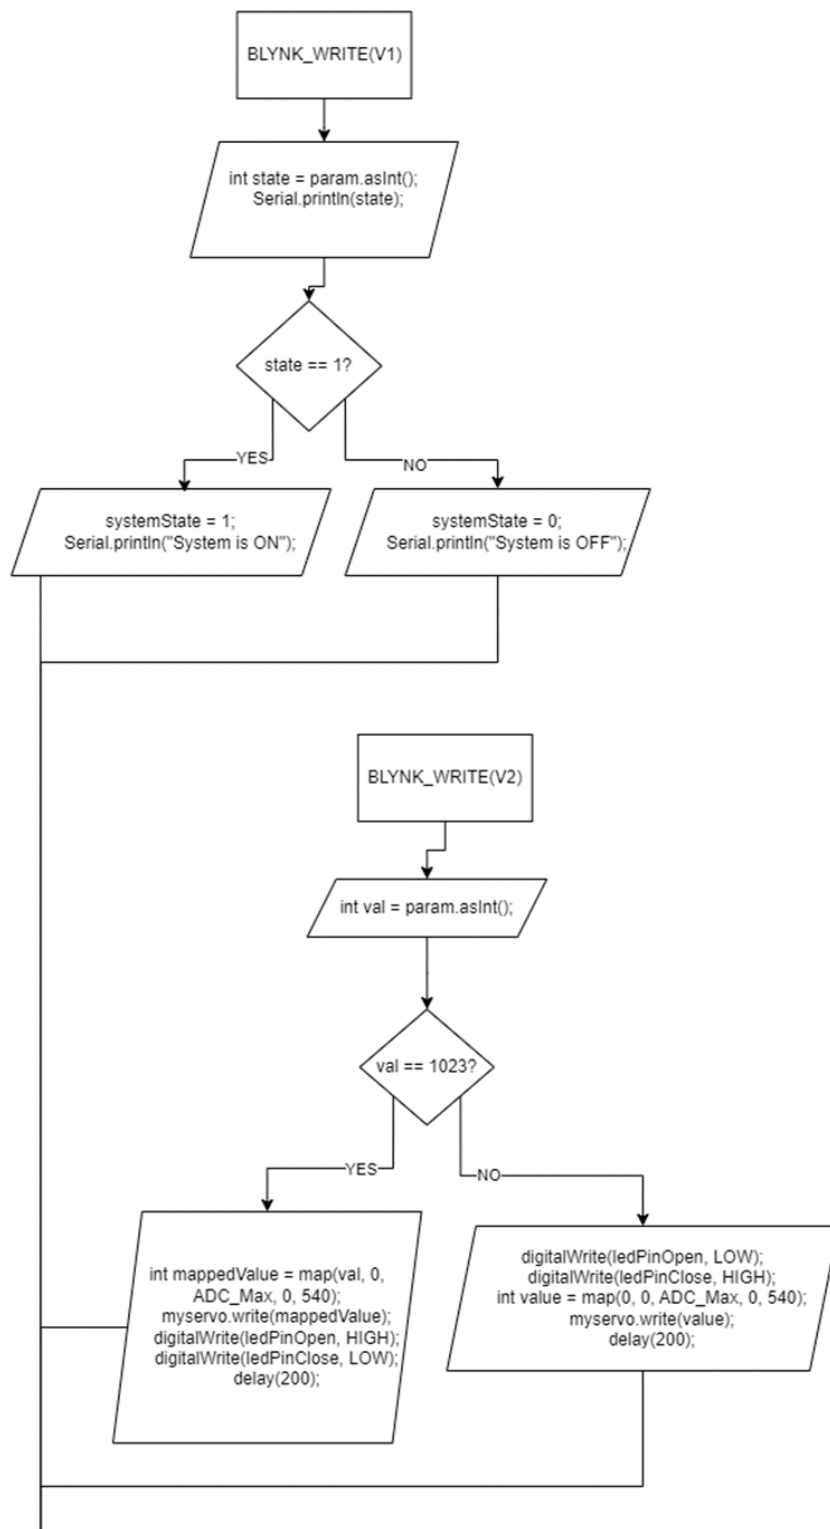 BLYNK_WRITE(V1)
int state = param.asInt();
Serial.println(state);
state == 1?
YES
NO
systemState = 1;
Serial.println("System is ON");
systemState = 0;
Serial.println("System is OFF");
BLYNK_WRITE(V2)
int val = param.asInt();
val == 1023?
YES
NO
int mappedValue = map(val, 0,
ADC_Max, 0, 540);
myservo.write(mappedValue);
digitalWrite(ledPinOpen, HIGH);
digitalWrite(ledPinClose, LOW);
delay(200);
digitalWrite(ledPinOpen, LOW);
digitalWrite(ledPinClose, HIGH);
int value = map(0, 0, ADC_Max, 0, 540);
myservo.write(value);
delay(200);